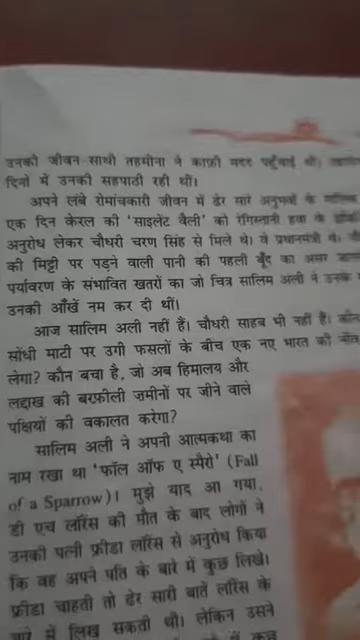 उनकी जीवन-साथी तहमीना ने काफ़ी मदद पहुँचाई थी।
दिनों में उनकी सहपाठी रही थीं।
अपने लंबे रोमांचकारी जीवन में ढेर सारे अनुभवों के मालिक
एक दिन केरल की ‘साइलेंट वैली’ को रेगिस्तानी हवा के
अनुरोध लेकर चौधरी चरण सिंह से मिले थे। वे प्रधानमंत्री थे।
की मिट्टी पर पड़ने वाली पानी की पहली बूँद का असर
पर्यावरण के संभावित खतरों का जो चित्र सालिम अली ने उनके
उनकी आँखें नम कर दी थीं।
आज सालिम अली नहीं हैं। चौधरी साहब भी नहीं हैं। कौन
सोंधी माटी पर उगी फसलों के बीच एक नए भारत की नींव
लेगा? कौन बचा है, जो अब हिमालय और
लद्दाख की बरफ़ीली ज़मीनों पर जीने वाले
पक्षियों की वकालत करेगा?
सालिम अली ने अपनी आत्मकथा का
नाम रखा था ‘फॉल ऑफ ए स्पैरो’ (Fall
of a Sparrow)। मुझे याद आ गया,
डी एच लॉरेंस की मौत के बाद लोगों ने
उनकी पत्नी फ्रीडा लॉरेंस से अनुरोध किया
कि वह अपने पति के बारे में कुछ लिखे।
फ्रीडा चाहती तो ढेर सारी बातें लॉरेंस के
बारे में लिख सकती थी। लेकिन उसने